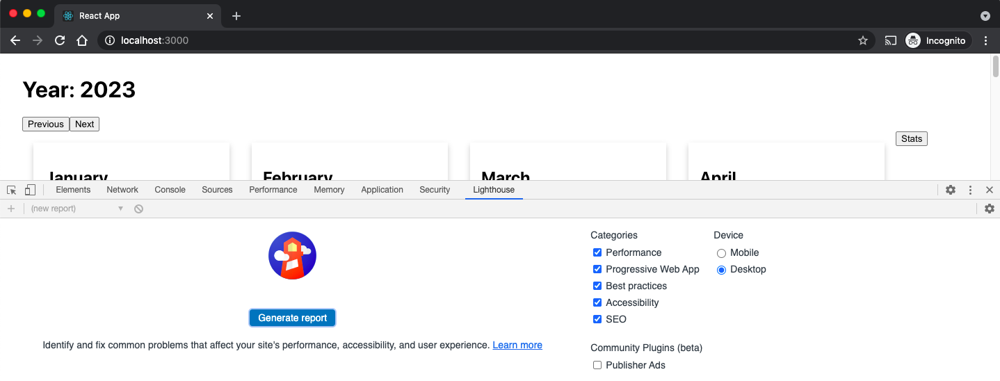 React App
localhost:3000
Incognito
Year: 2023
Previous Next
Stats
January February March April
Elements Network Console Sources Performance Memory Application Security Lighthouse
(new report)
Categories
Performance
Progressive Web App
Best practices
Accessibility
SEO
Device
Mobile
Desktop
Generate report
Identify and fix common problems that affect your site's performance, accessibility, and user experience. Learn more
Community Plugins (beta)
Publisher Ads